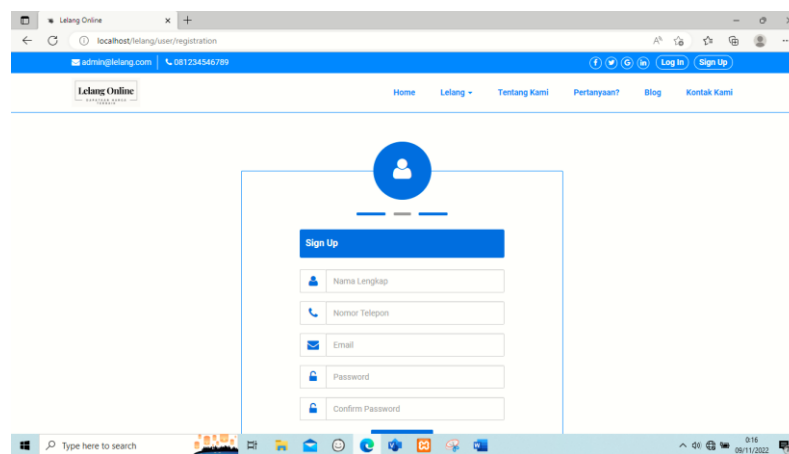 Lelang Online
localhost/lelang/user/registration
admin@lelang.com 081234546789 Log In Sign Up
Lelang Online
Home Lelang Tentang Kami Pertanyaan? Blog Kontak Kami
Sign Up
Nama Lengkap
Nomor Telepon
Email
Password
Confirm Password
Type here to search
0:16
09/11/2022